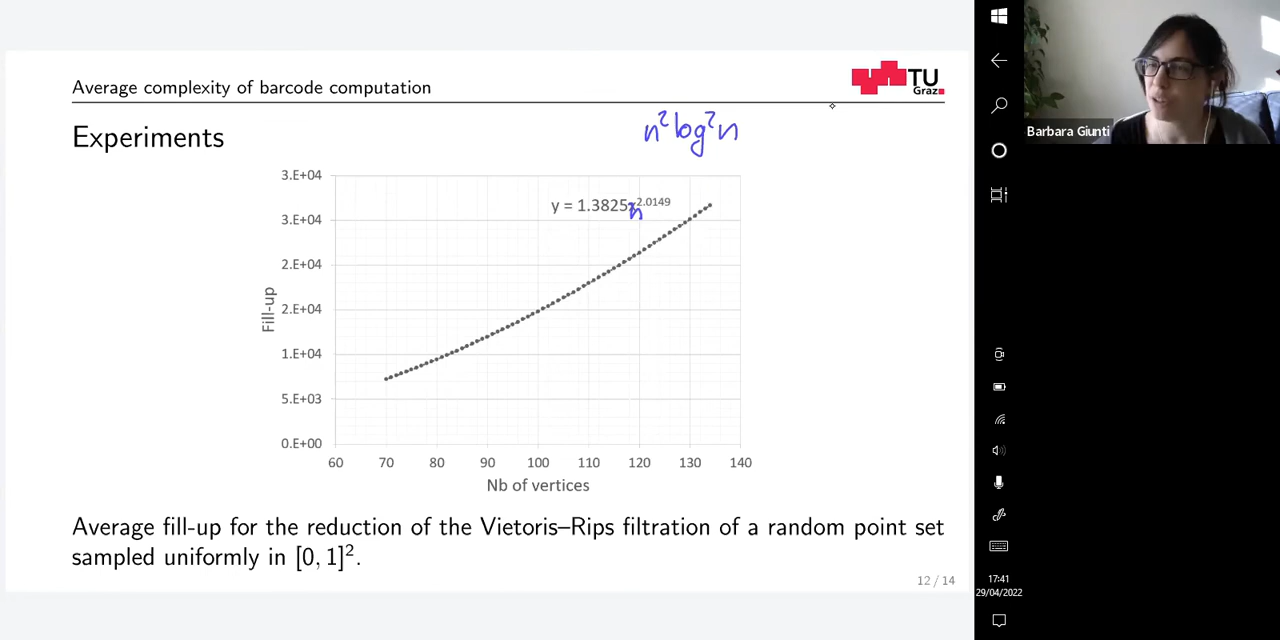 Average complexity of barcode computation
TU
Graz
Experiments
n² log² n
3.E+04
3.E+04
2.E+04
2.E+04
1.E+04
5.E+03
0.E+00
y = 1.3825n^2.0149
Fill-up
60 70 80 90 100 110 120 130 140
Nb of vertices
Average fill-up for the reduction of the Vietoris–Rips filtration of a random point set
sampled uniformly in [0, 1]².
12 / 14
Barbara Giunti
17:41
29/04/2022